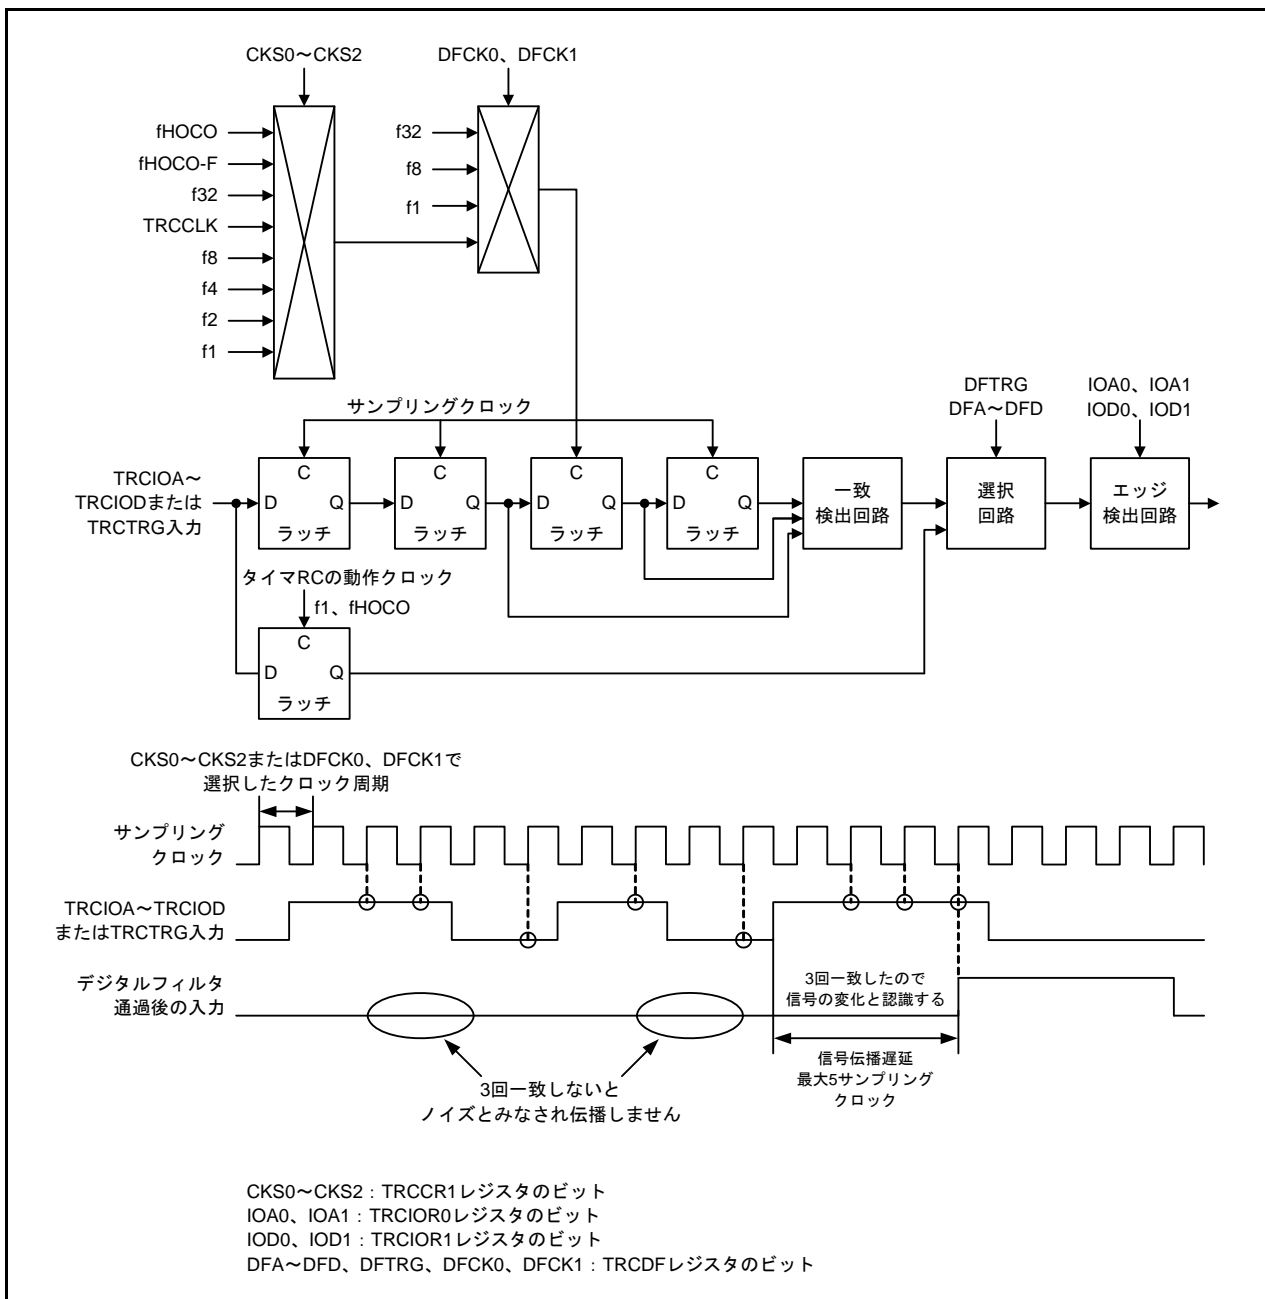 CKS0～CKS2
DFCK0、DFCK1
fHOCO
fHOCO-F
f32
TRCCLK
f8
f4
f2
f1
f32
f8
f1
サンプリングクロック
DFTRG
DFA～DFD
IOA0、IOA1
IOD0、IOD1
TRCIOA～
TRCIODまたは
TRCTRG入力
C
D
Q
ラッチ
C
D
Q
ラッチ
C
D
Q
ラッチ
C
D
Q
ラッチ
一致
検出回路
選択
回路
エッジ
検出回路
タイマRCの動作クロック
f1、fHOCO
C
D
Q
ラッチ
CKS0～CKS2またはDFCK0、DFCK1で
選択したクロック周期
サンプリング
クロック
TRCIOA～TRCIOD
またはTRCTRG入力
デジタルフィルタ
通過後の入力
3回一致したので
信号の変化と認識する
3回一致しないと
ノイズとみなされ伝播しません
信号伝播遅延
最大5サンプリング
クロック
CKS0～CKS2：TRCCR1レジスタのビット
IOA0、IOA1：TRCIOR0レジスタのビット
IOD0、IOD1：TRCIOR1レジスタのビット
DFA～DFD、DFTRG、DFCK0、DFCK1：TRCDFレジスタのビット